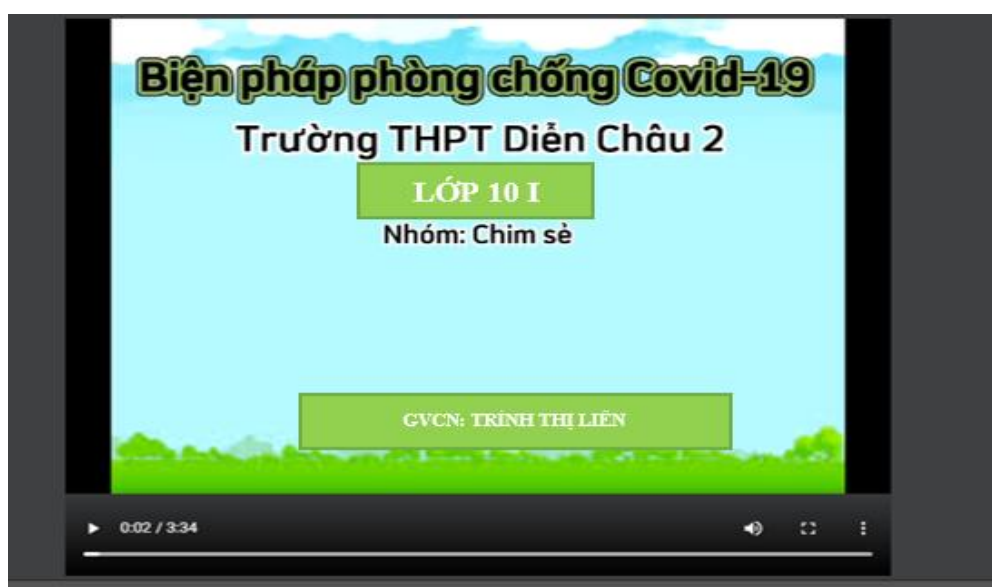 Biện pháp phòng chống Covid-19
Trường THPT Diễn Châu 2
LỚP 10 I
Nhóm: Chim sẻ
GVCN: TRỊNH THỊ LIÊN
0:02 / 3:34